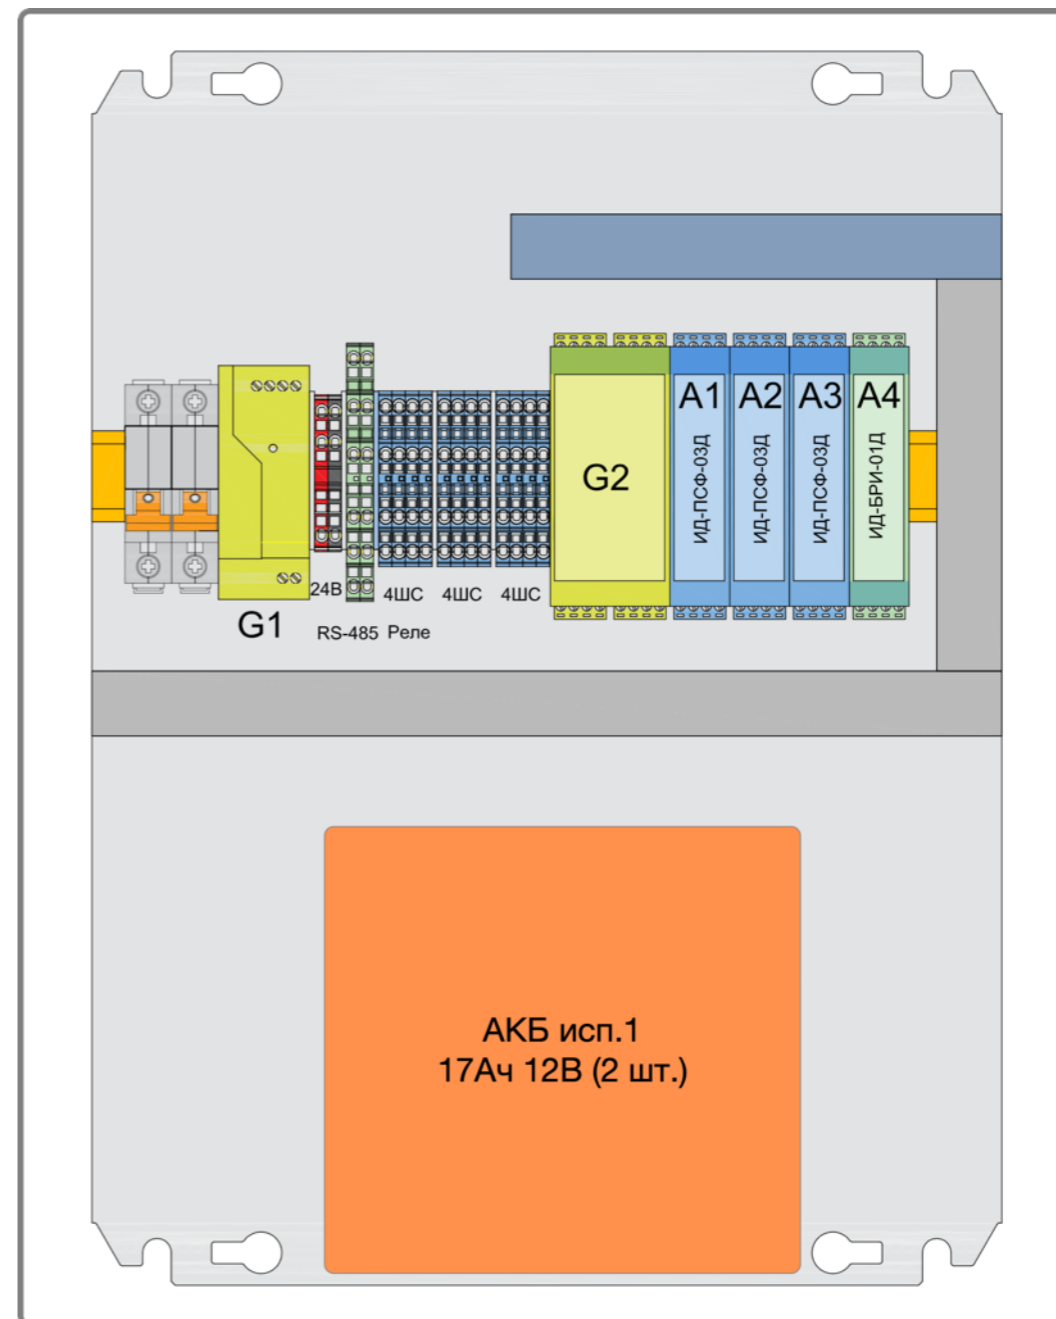 A1
A2
A3
A4
ИД-ПСФ-03Д
ИД-ПСФ-03Д
ИД-ПСФ-03Д
ИД-БРИ-01Д
G2
24В
4ШС
4ШС
4ШС
G1
RS-485
Реле
АКБ исп.1
17Ач 12В (2 шт.)